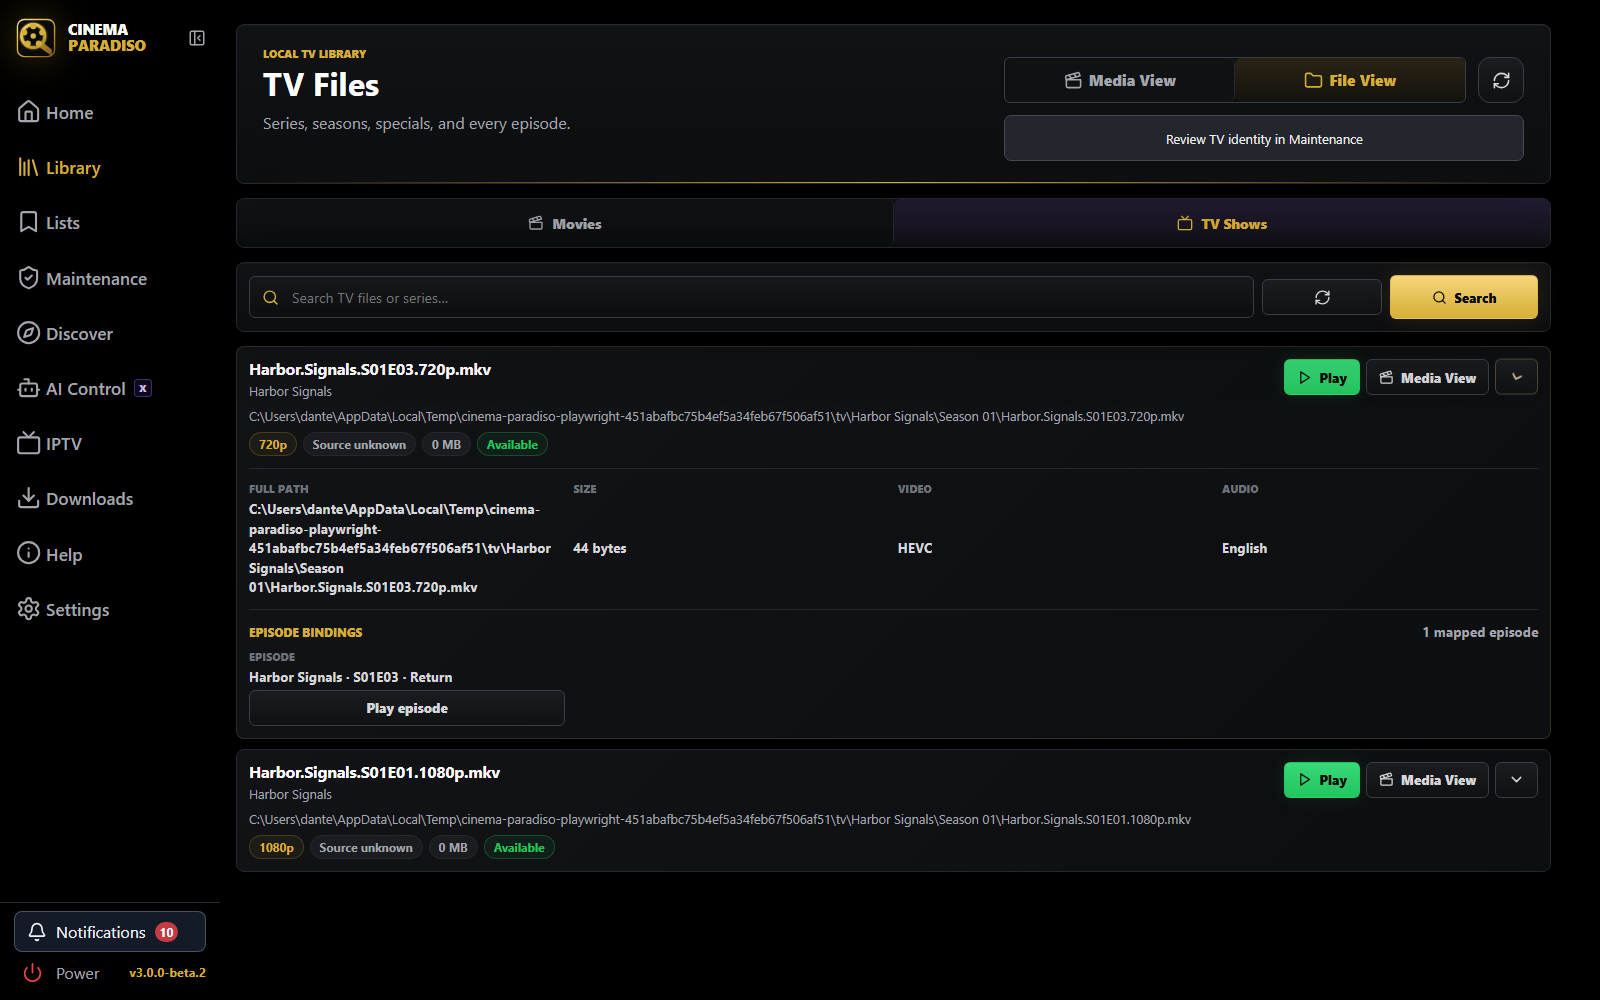 CINEMA
PARADISO
Home
Library
Lists
Maintenance
Discover
AI Control x
IPTV
Downloads
Help
Settings
Notifications 10
Power v3.0.0-beta.2
LOCAL TV LIBRARY
TV Files
Series, seasons, specials, and every episode.
Media View
File View
Review TV identity in Maintenance
Movies
TV Shows
Search TV files or series...
Search
Harbor.Signals.S01E03.720p.mkv
Harbor Signals
C:\Users\dante\AppData\Local\Temp\cinema-paradiso-playwright-451abafbc75b4ef5a34feb67f506af51\tv\Harbor Signals\Season 01\Harbor.Signals.S01E03.720p.mkv
720p Source unknown 0 MB Available
Play Media View
FULL PATH
C:\Users\dante\AppData\Local\Temp\cinema-
paradiso-playwright-
451abafbc75b4ef5a34feb67f506af51\tv\Harbor
Signals\Season
01\Harbor.Signals.S01E03.720p.mkv
SIZE
44 bytes
VIDEO
HEVC
AUDIO
English
EPISODE BINDINGS
1 mapped episode
EPISODE
Harbor Signals · S01E03 · Return
Play episode
Harbor.Signals.S01E01.1080p.mkv
Harbor Signals
C:\Users\dante\AppData\Local\Temp\cinema-paradiso-playwright-451abafbc75b4ef5a34feb67f506af51\tv\Harbor Signals\Season 01\Harbor.Signals.S01E01.1080p.mkv
1080p Source unknown 0 MB Available
Play Media View